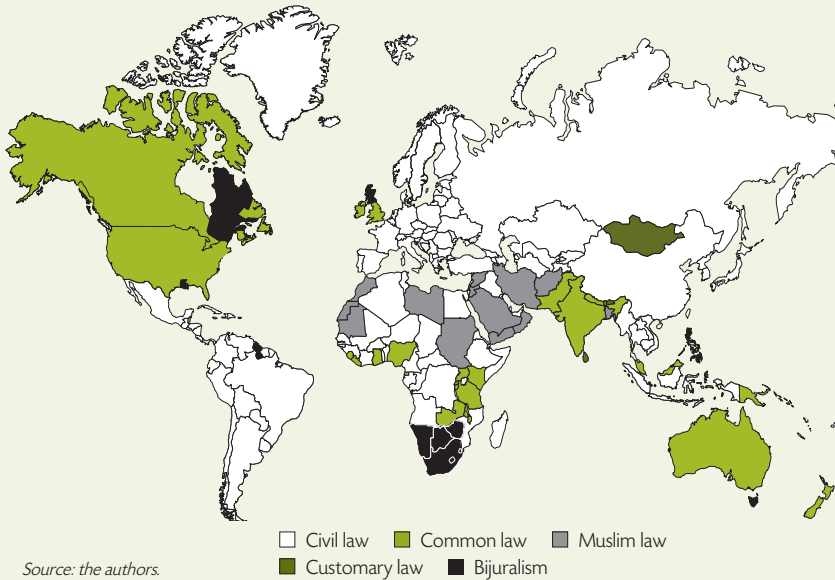 Civil law Common law Muslim law
Customary law Bijuralism
Source: the authors.